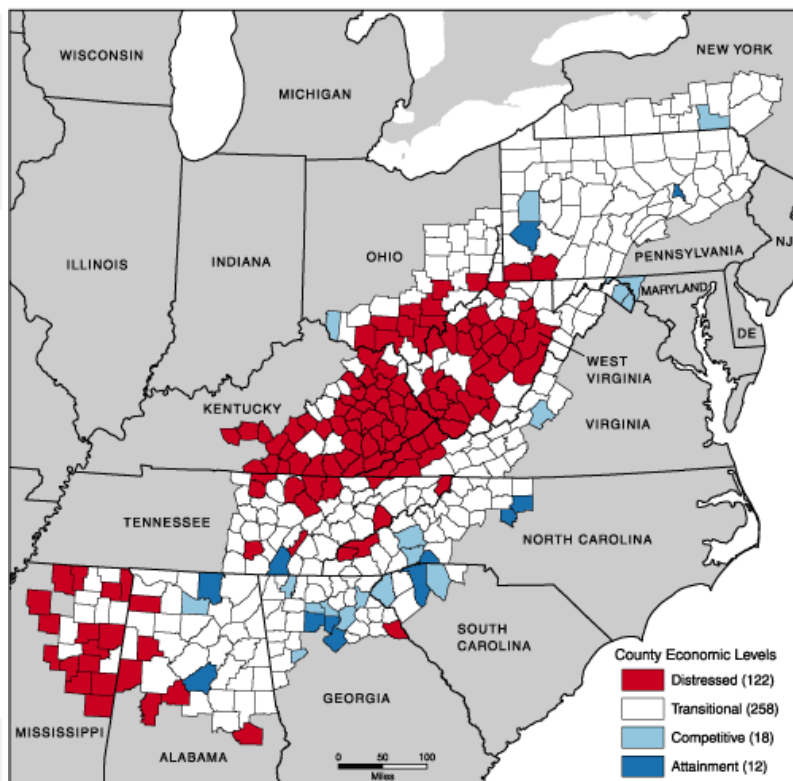 WISCONSIN
NEW YORK
MICHIGAN
ILLINOIS
INDIANA
OHIO
PENNSYLVANIA
NJ
MARYLAND
DE
WEST
VIRGINIA
KENTUCKY
VIRGINIA
TENNESSEE
NORTH CAROLINA
SOUTH
CAROLINA
GEORGIA
MISSISSIPPI
ALABAMA
County Economic Levels
Distressed (122)
Transitional (258)
Competitive (18)
Attainment (12)
0 50 100
Miles